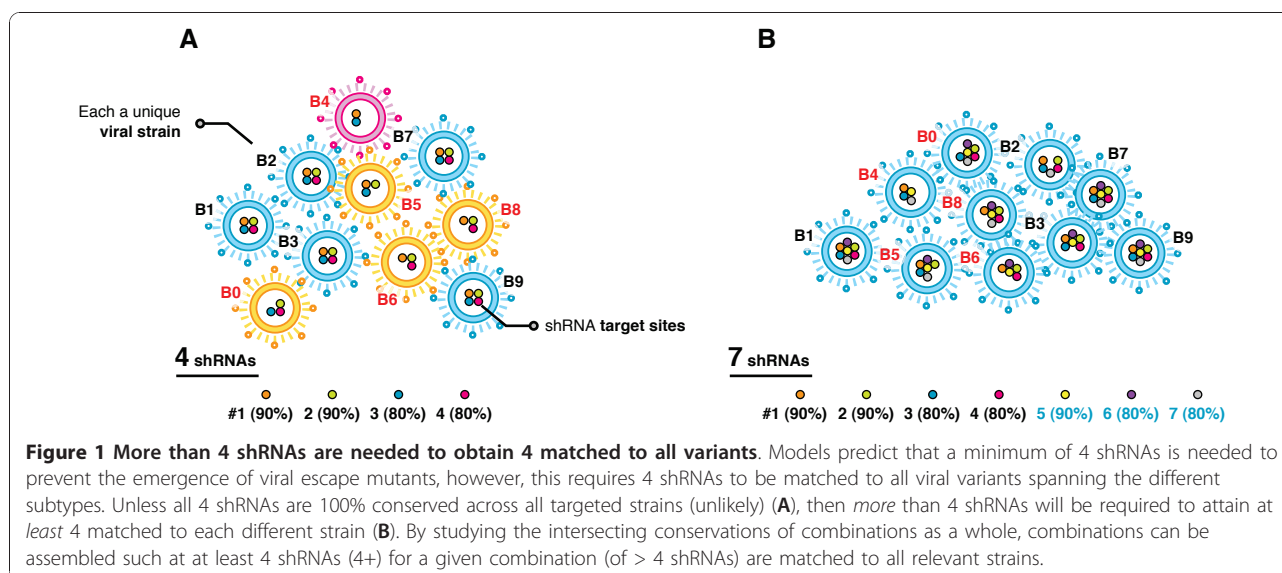 A
B
Each a unique
viral strain
B4
B7
B2
B5
B1
B8
B3
B6
B9
B0
shRNA target sites
4 shRNAs
#1 (90%) 2 (90%) 3 (80%) 4 (80%)
B0
B2
B7
B4
B8
B1
B3
B9
B5
B6
7 shRNAs
#1 (90%) 2 (90%) 3 (80%) 4 (80%) 5 (90%) 6 (80%) 7 (80%)
Figure 1 More than 4 shRNAs are needed to obtain 4 matched to all variants. Models predict that a minimum of 4 shRNAs is needed to
prevent the emergence of viral escape mutants, however, this requires 4 shRNAs to be matched to all viral variants spanning the different
subtypes. Unless all 4 shRNAs are 100% conserved across all targeted strains (unlikely) (A), then more than 4 shRNAs will be required to attain at
least 4 matched to each different strain (B). By studying the intersecting conservations of combinations as a whole, combinations can be
assembled such at at least 4 shRNAs (4+) for a given combination (of > 4 shRNAs) are matched to all relevant strains.